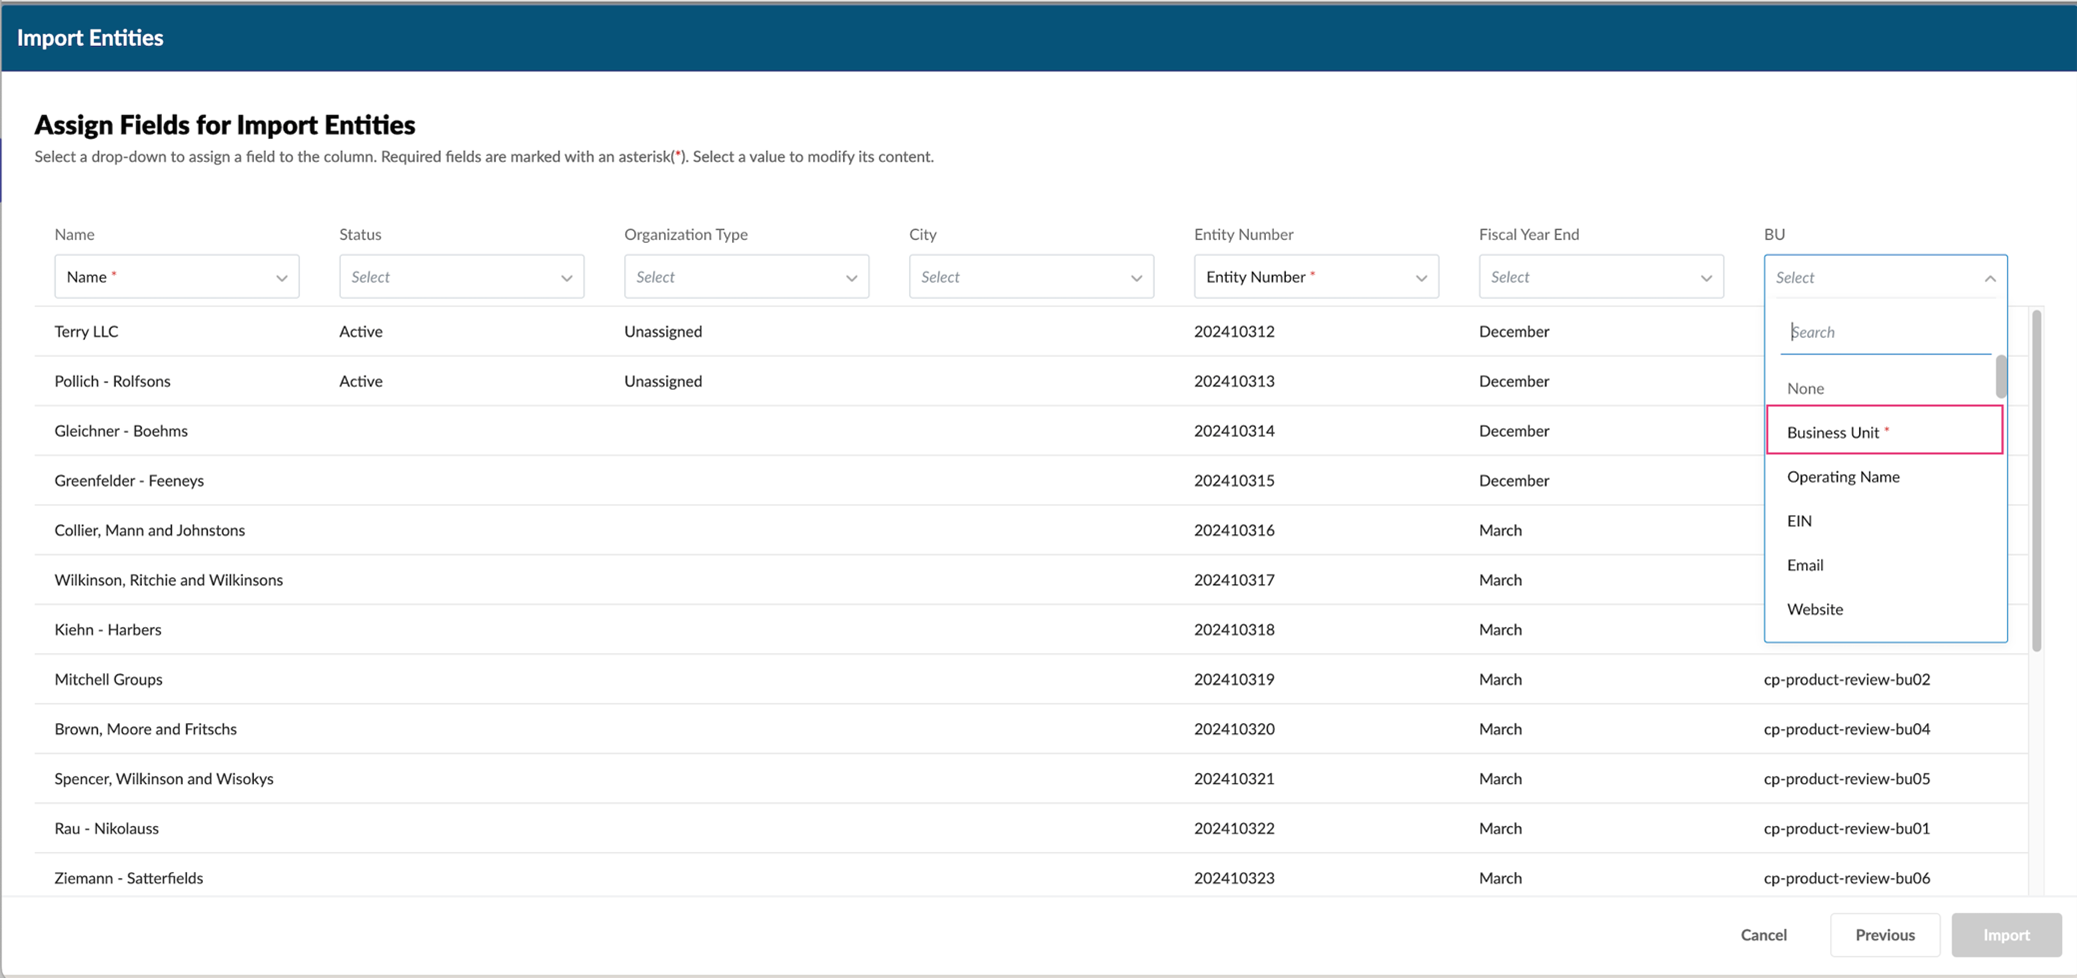 Import Entities
Assign Fields for Import Entities
Select a drop-down to assign a field to the column. Required fields are marked with an asterisk(*). Select a value to modify its content.
Name Status Organization Type City Entity Number Fiscal Year End BU
Name * Select Select Select Entity Number * Select Select
Search
None
Business Unit *
Operating Name
EIN
Email
Website
Terry LLC Active Unassigned 202410312 December
Pollich - Rolfsons Active Unassigned 202410313 December
Gleichner - Boehms 202410314 December
Greenfelder - Feeneys 202410315 December
Collier, Mann and Johnstons 202410316 March
Wilkinson, Ritchie and Wilkinsons 202410317 March
Kiehn - Harbers 202410318 March
Mitchell Groups 202410319 March cp-product-review-bu02
Brown, Moore and Fritschs 202410320 March cp-product-review-bu04
Spencer, Wilkinson and Wisokys 202410321 March cp-product-review-bu05
Rau - Nikolauss 202410322 March cp-product-review-bu01
Ziemann - Satterfields 202410323 March cp-product-review-bu06
Cancel Previous Import